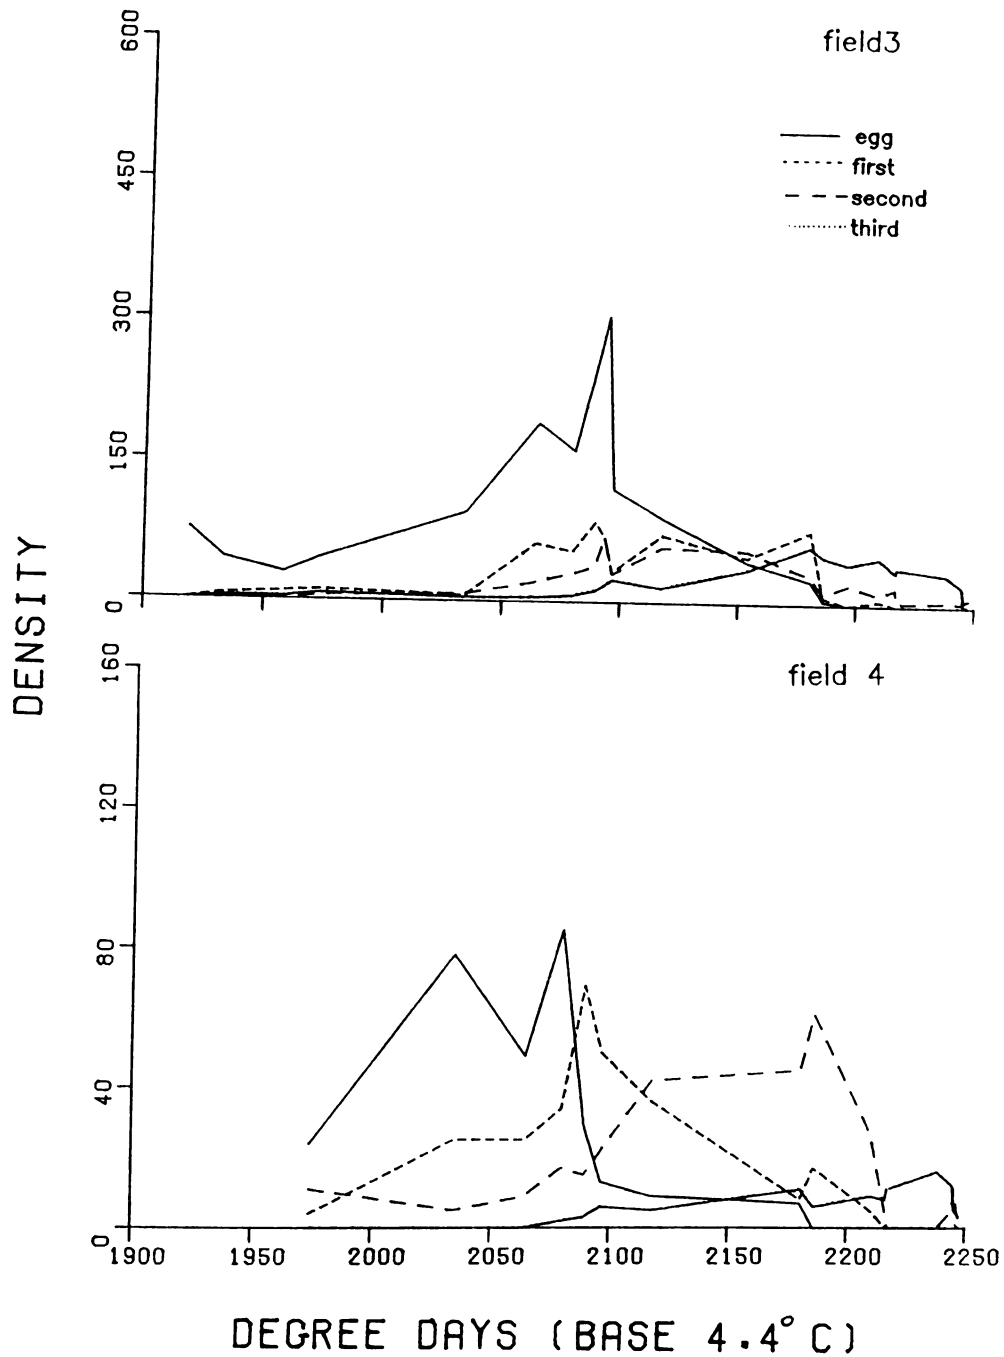 field3
600
450
300
150
0
egg
first
second
third
DENSITY
field 4
160
120
80
40
0
1900 1950 2000 2050 2100 2150 2200 2250
DEGREE DAYS (BASE 4.4° C)